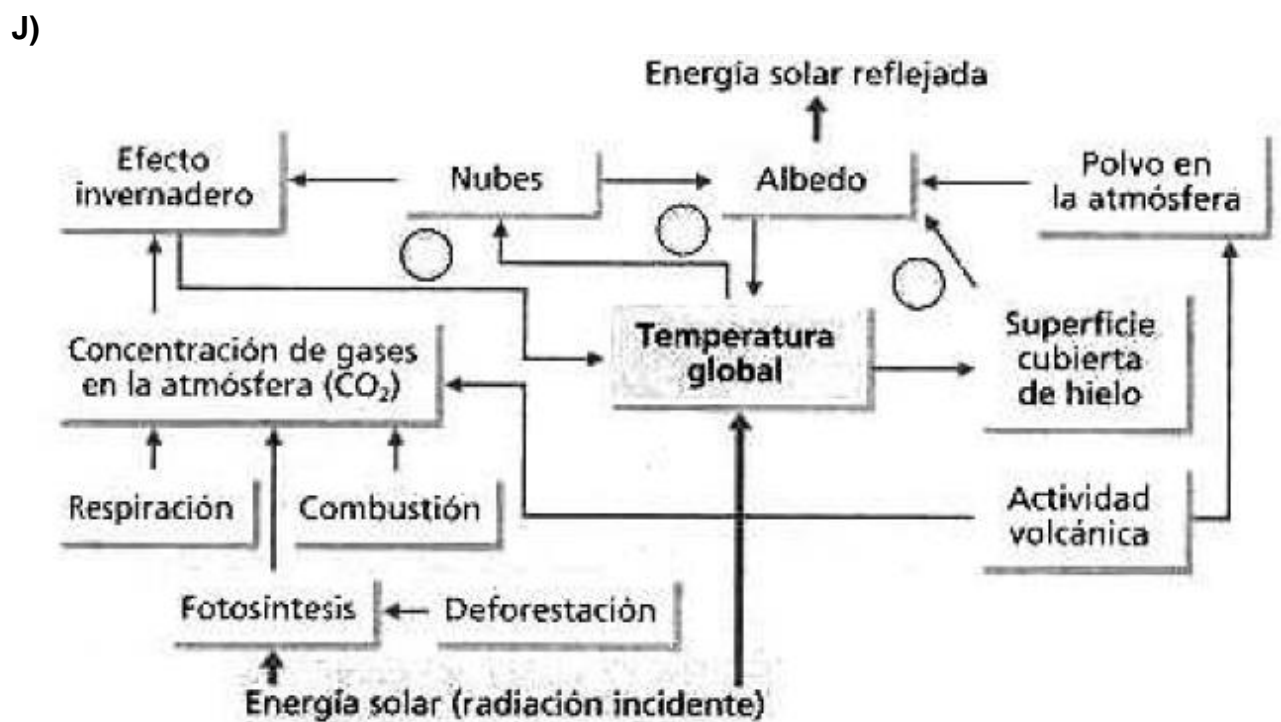 J)
Energía solar reflejada
Efecto
invernadero
Nubes
Albedo
Polvo en
la atmósfera
Concentración de gases
en la atmósfera (CO₂)
Temperatura
global
Superficie
cubierta
de hielo
Respiración
Combustión
Actividad
volcánica
Fotosíntesis
Deforestación
Energía solar (radiación incidente)